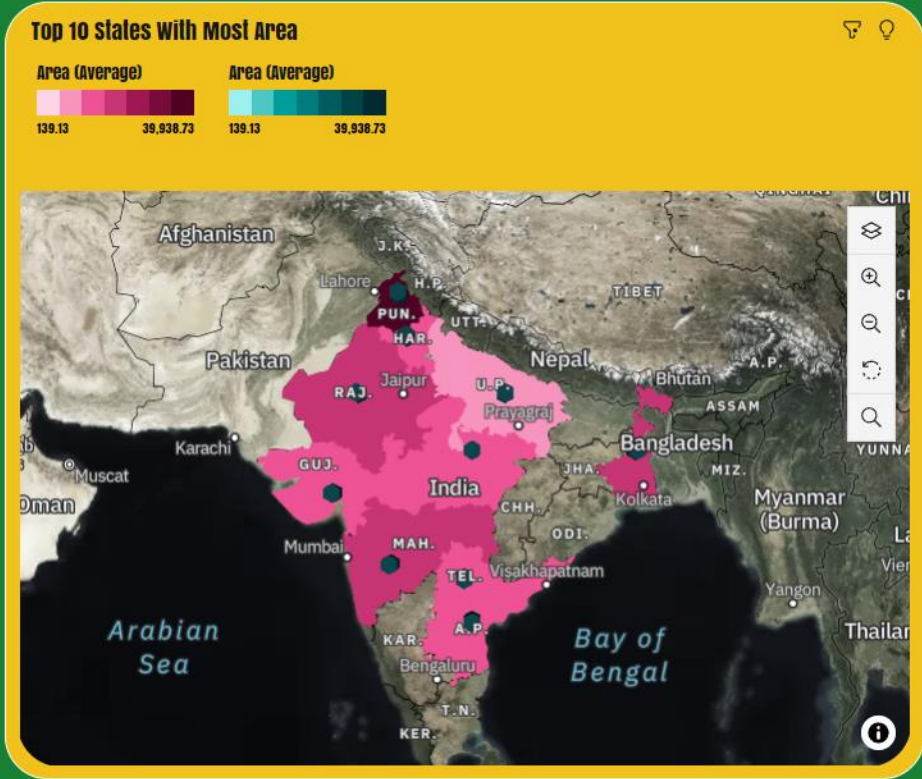 Top 10 States With Most Area
Area (Average)
139.13 39,938.73
Area (Average)
139.13 39,938.73
Afghanistan
J.K.
Lahore
H.P.
TIBET
PUN.
UTT.
HAR.
Pakistan
Nepal
A.P.
RAJ.
Jaipur
U.P.
Bhutan
Prayagraj
ASSAM
Karachi
Bangladesh
YUNNA
GUJ.
JHA.
MIZ.
Muscat
India
Kolkata
Oman
CHH.
Myanmar
(Burma)
ODI.
Mumbai
MAH.
TEL.
Visakhapatnam
Yangon
Arabian
Sea
A.P.
KAR.
Bay of
Bengal
Thailan
Bengaluru
T.N.
KER.